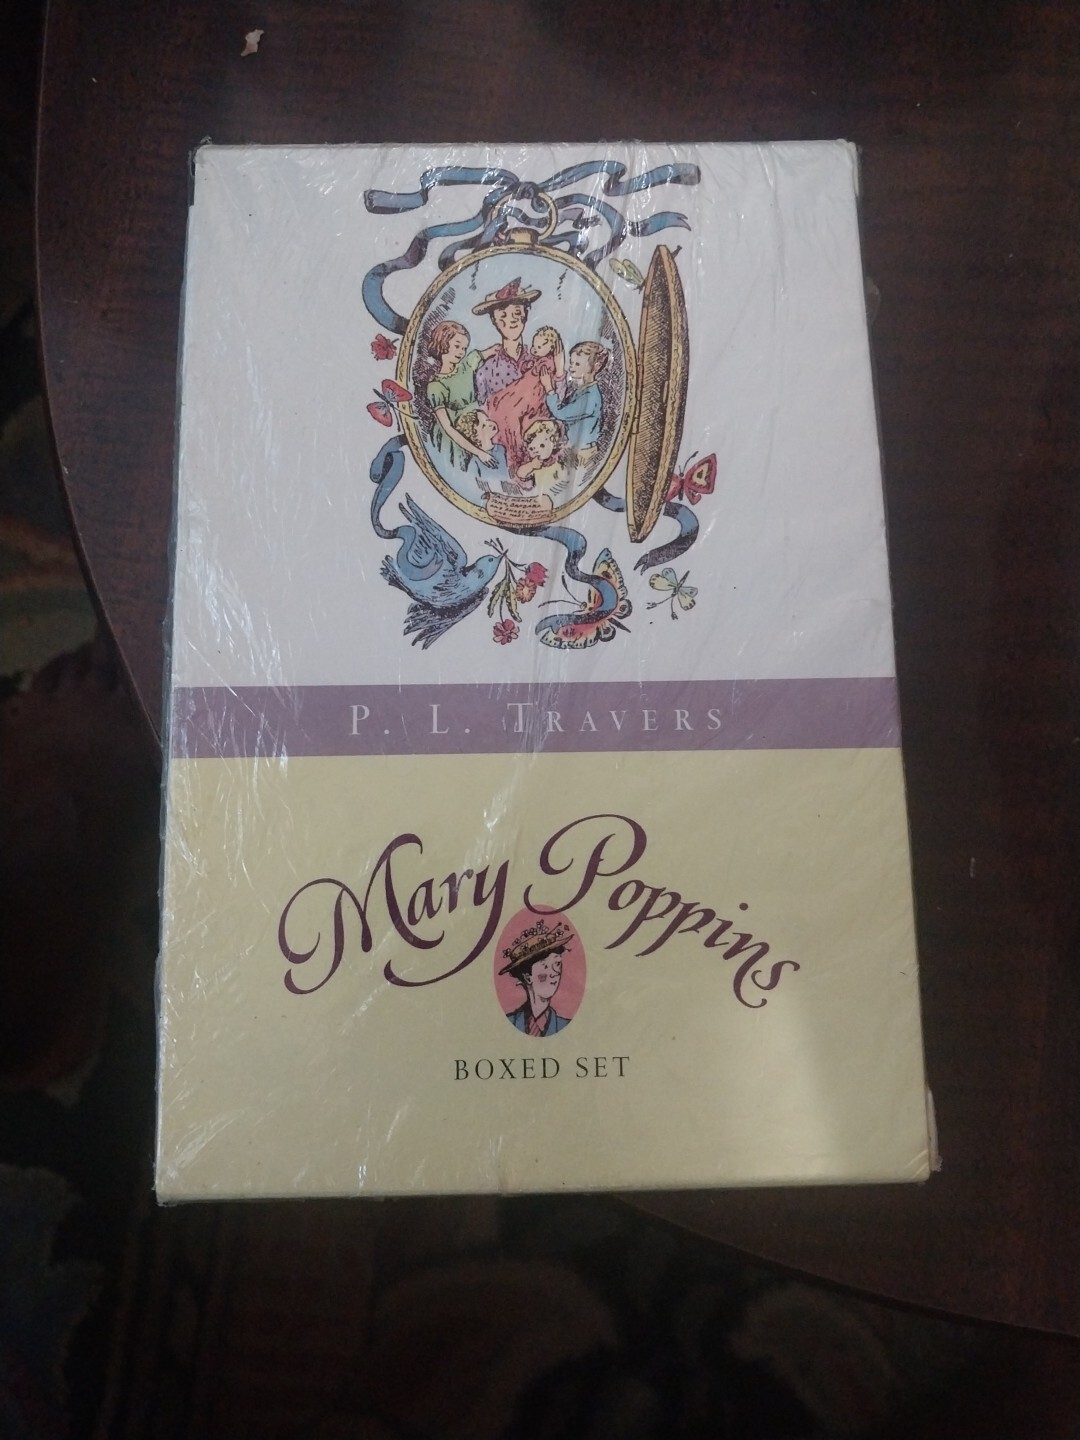 P. L. TRAVERS
Mary Poppins
BOXED SET